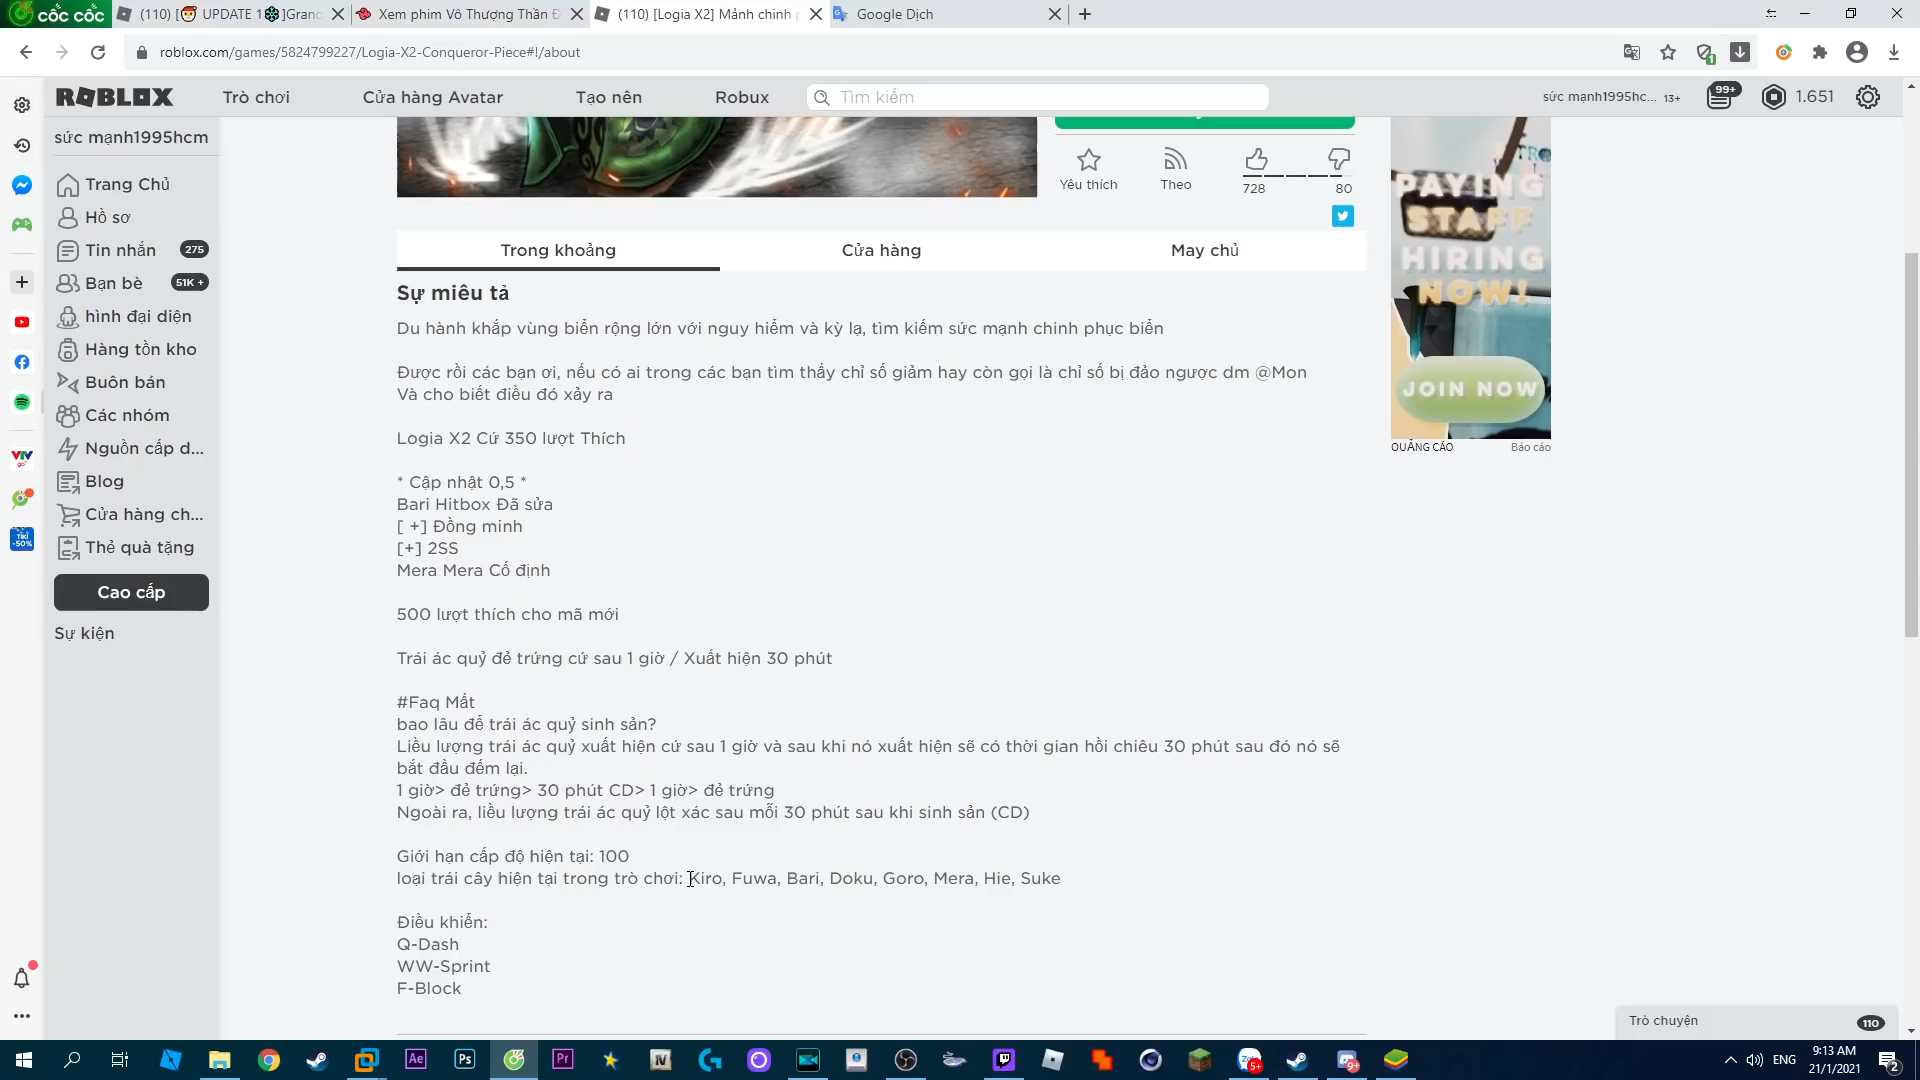 cốc cốc
(110) [ UPDATE 1 ]Grand
Xem phim Vô Thượng Thần Đ
(110) [Logia X2] Mảnh chinh p
Google Dịch
roblox.com/games/5824799227/Logia-X2-Conqueror-Piece#!/about
ROBLOX
Trò chơi
Cửa hàng Avatar
Tạo nên
Robux
Tìm kiếm
sức mạnh1995hc... 13+
99+
1.651
sức mạnh1995hcm
Trang Chủ
Hồ sơ
Tin nhắn 275
Bạn bè 51K +
hình đại diện
Hàng tồn kho
Buôn bán
Các nhóm
Nguồn cấp d...
Blog
Cửa hàng ch...
Thẻ quà tặng
Cao cấp
Sự kiện
Yêu thích
Theo
728
80
Trong khoảng
Cửa hàng
May chủ
Sự miêu tả
Du hành khắp vùng biển rộng lớn với nguy hiểm và kỳ lạ, tìm kiếm sức mạnh chinh phục biển
Được rồi các bạn ơi, nếu có ai trong các bạn tìm thấy chỉ số giảm hay còn gọi là chỉ số bị đảo ngược dm @Mon
Và cho biết điều đó xảy ra
Logia X2 Cứ 350 lượt Thích
* Cập nhật 0,5 *
Bari Hitbox Đã sửa
[ +] Đồng minh
[+] 2SS
Mera Mera Cố định
500 lượt thích cho mã mới
Trái ác quỷ đẻ trứng cứ sau 1 giờ / Xuất hiện 30 phút
#Faq Mất
bao lâu để trái ác quỷ sinh sản?
Liều lượng trái ác quỷ xuất hiện cứ sau 1 giờ và sau khi nó xuất hiện sẽ có thời gian hồi chiêu 30 phút sau đó nó sẽ
bắt đầu đếm lại.
1 giờ> đẻ trứng> 30 phút CD> 1 giờ> đẻ trứng
Ngoài ra, liều lượng trái ác quỷ lột xác sau mỗi 30 phút sau khi sinh sản (CD)
Giới hạn cấp độ hiện tại: 100
loại trái cây hiện tại trong trò chơi: Kiro, Fuwa, Bari, Doku, Goro, Mera, Hie, Suke
Điều khiển:
Q-Dash
WW-Sprint
F-Block
PAYING
STAFF
HIRING
NOW!
JOIN NOW
QUẢNG CÁO
Báo cáo
Trò chuyện 110
VTV
go
TIKI
-50%
Ae
Ps
Pr
IV
5+
9+
ENG
9:13 AM
21/1/2021
2